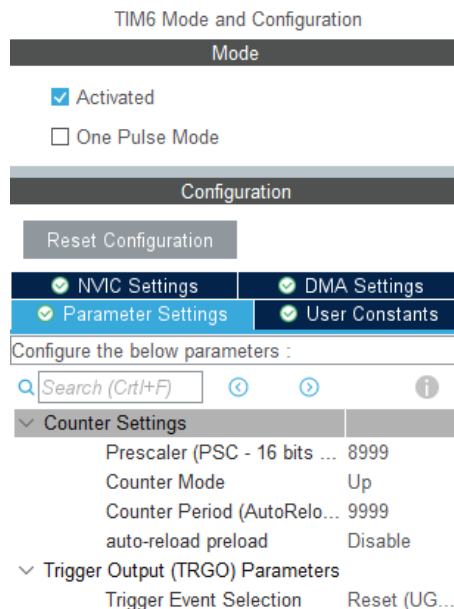 TIM6 Mode and Configuration
Mode
Activated
One Pulse Mode
Configuration
Reset Configuration
NVIC Settings DMA Settings
Parameter Settings User Constants
Configure the below parameters :
Search (Crtl+F)
Counter Settings
Prescaler (PSC - 16 bits ... 8999
Counter Mode Up
Counter Period (AutoRelo... 9999
auto-reload preload Disable
Trigger Output (TRGO) Parameters
Trigger Event Selection Reset (UG...